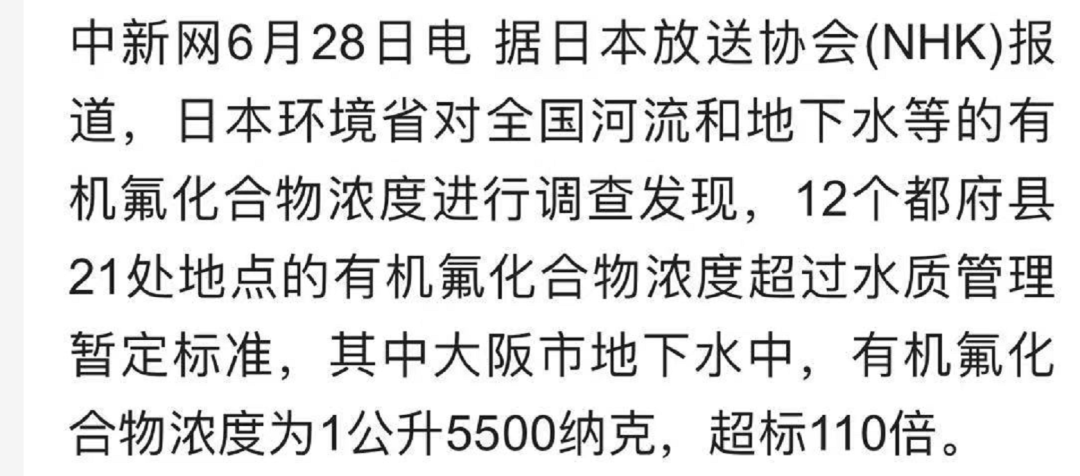 中新网6月28日电 据日本放送协会(NHK)报
道，日本环境省对全国河流和地下水等的有
机氟化合物浓度进行调查发现，12个都府县
21处地点的有机氟化合物浓度超过水质管理
暂定标准，其中大阪市地下水中，有机氟化
合物浓度为1公升5500纳克，超标110倍。